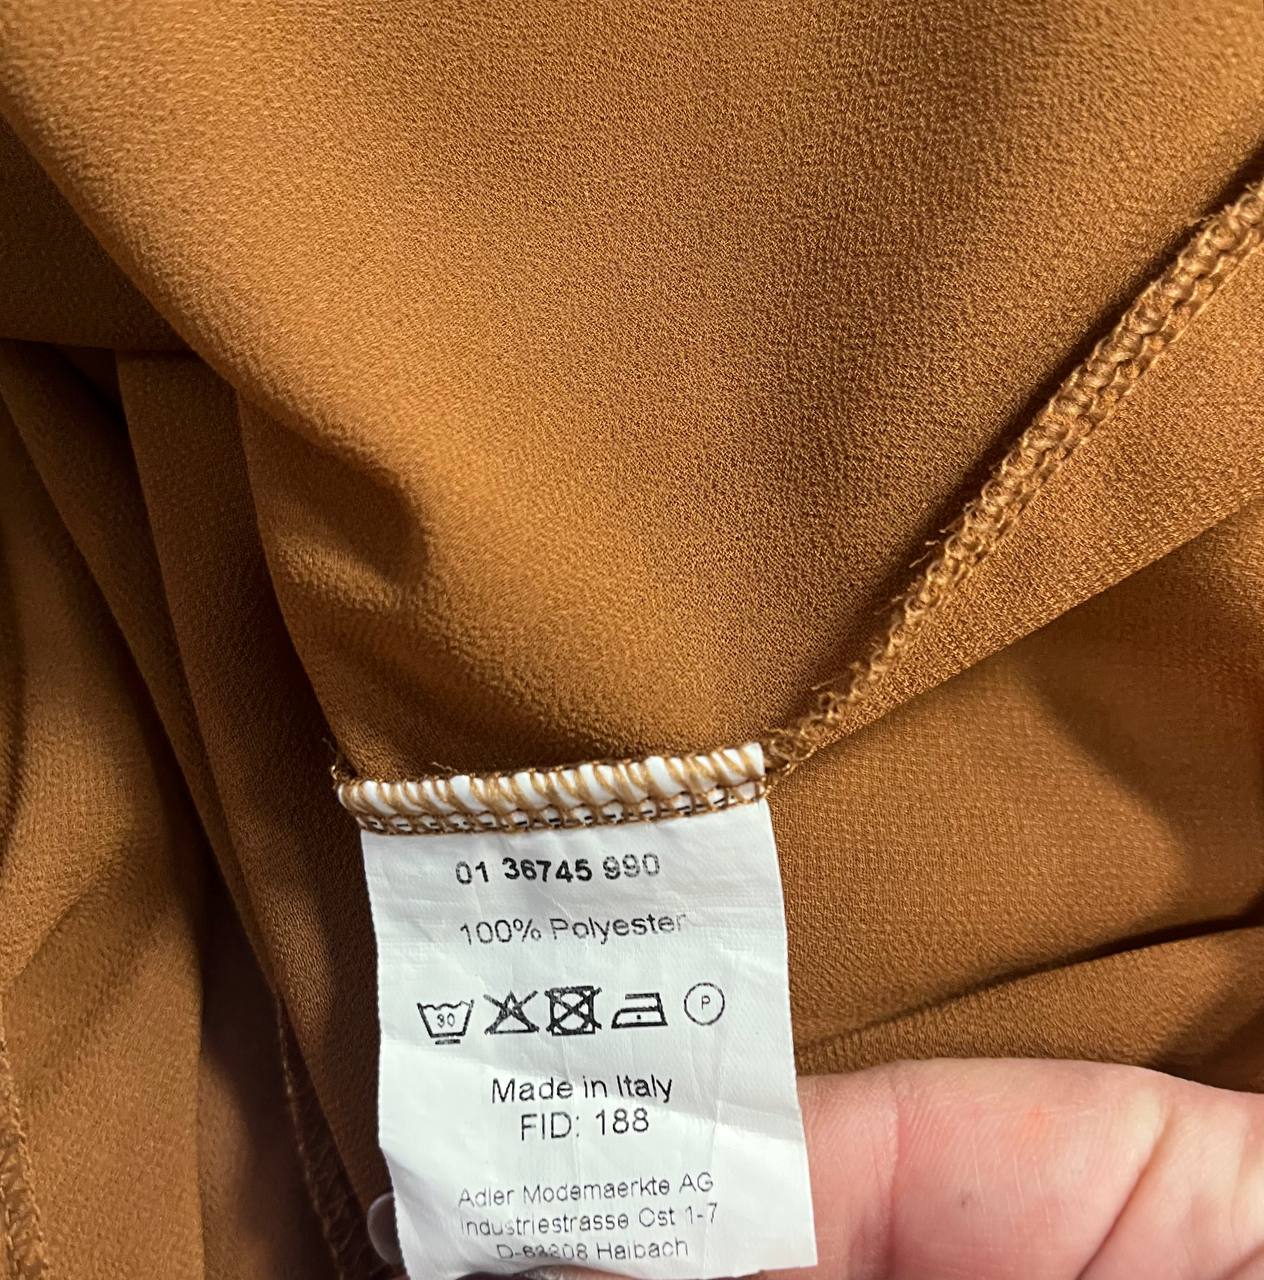 01 36745 990
100% Polyester
30
P
Made in Italy
FID: 188
Adler Modemaerkte AG
Industriestrasse Ost 1-7
D-63808 Haibach